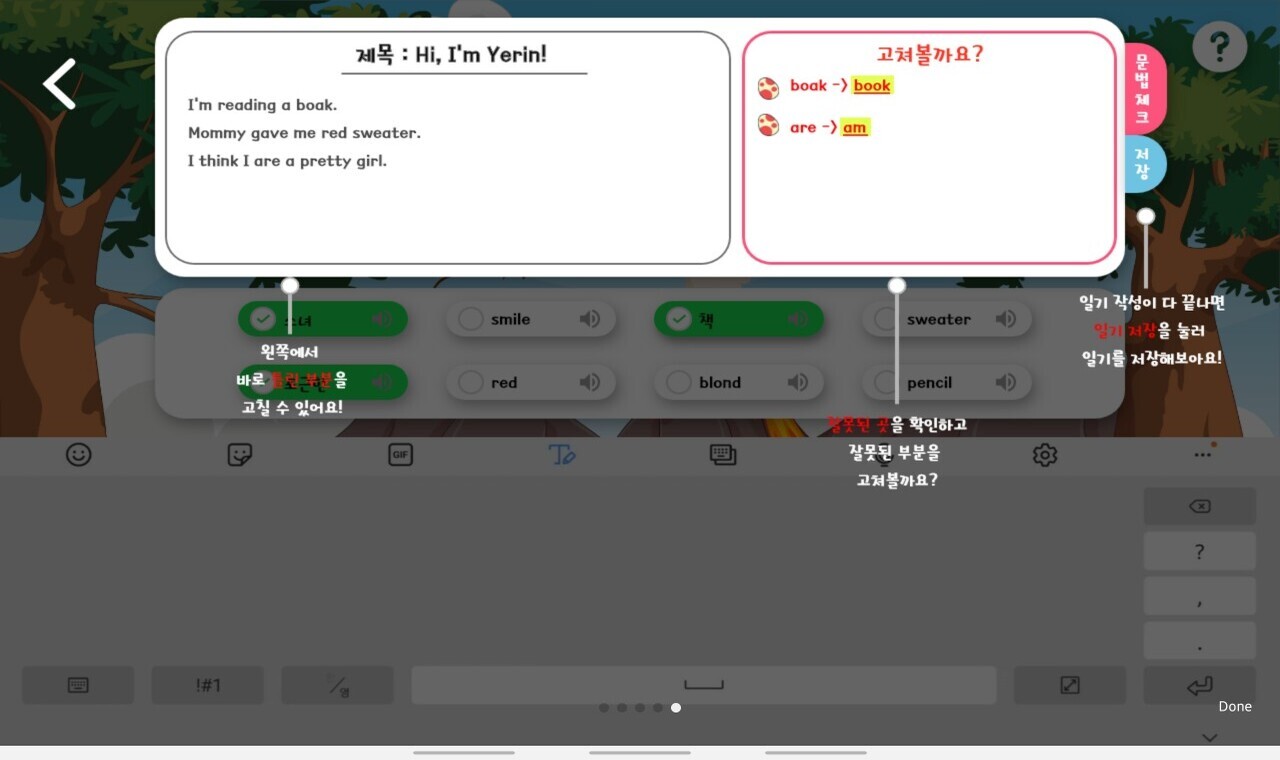 제목 : Hi, I'm Yerin!
I'm reading a boak.
Mommy gave me red sweater.
I think I are a pretty girl.
고쳐볼까요?
boak -> book
are -> am
문법체크
저장
?
소녀
smile
책
sweater
red
blond
pencil
왼쪽에서
바로 틀린 부분을
고칠 수 있어요!
잘못된 곳을 확인하고
잘못된 부분을
고쳐볼까요?
일기 작성이 다 끝나면
일기 저장을 눌러
일기를 저장해보아요!
GIF
?
,
.
!#1
영
Done